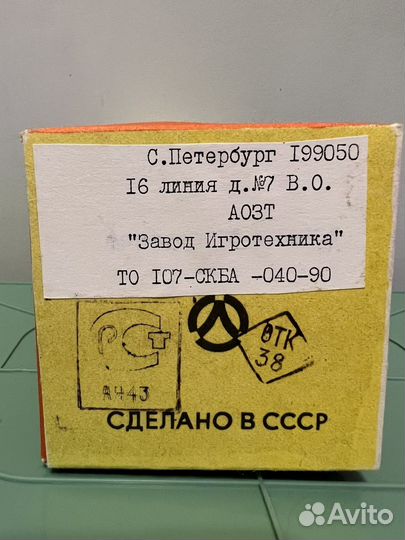 С.Петербург I99050
I6 линия д.№7 В.О.
АОЗТ
"Завод Игротехника"
ТО I07-СКБА -040-90
РСТ
АЧ43
ОТК
38
СДЕЛАНО В СССР
Avito